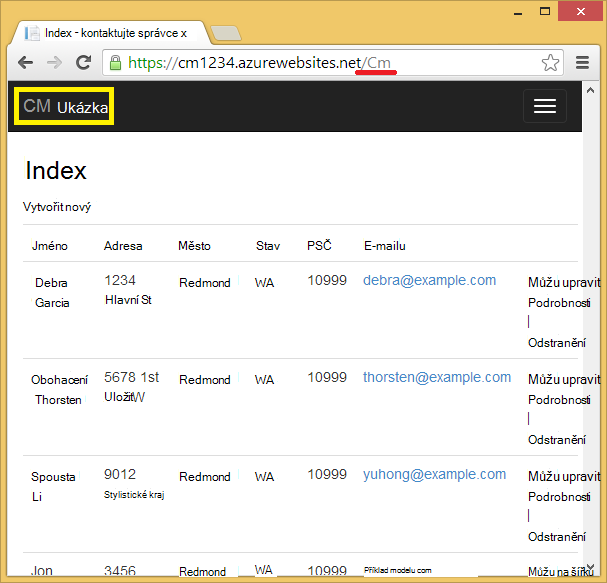 Index - kontaktujte správce x
https://cm1234.azurewebsites.net/Cm
CM Ukázka
Index
Vytvořit nový
Jméno Adresa Město Stav PSČ E-mailu
Debra Garcia 1234 Hlavní St Redmond WA 10999 debra@example.com Můžu upravit Podrobnosti | Odstranění
Obohacení Thorsten 5678 1st Uložit W Redmond WA 10999 thorsten@example.com Můžu upravit Podrobnosti | Odstranění
Spousta Li 9012 Stylistické kraj Redmond WA 10999 yuhong@example.com Můžu upravit Podrobnosti | Odstranění
Jon 3456 Redmond WA Příklad modelu com Můžu na šířku